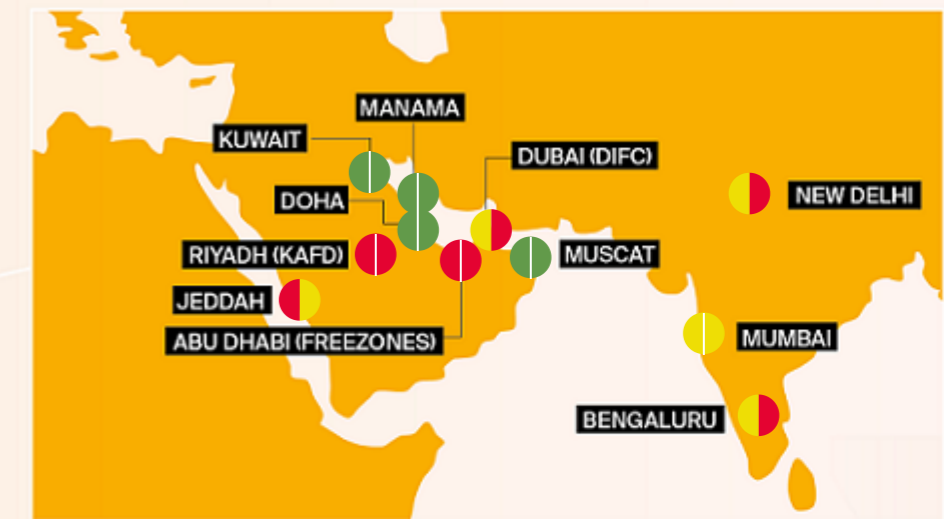 MANAMA
KUWAIT
DUBAI (DIFC)
DOHA
NEW DELHI
RIYADH (KAFD)
MUSCAT
JEDDAH
ABU DHABI (FREEZONES)
MUMBAI
BENGALURU